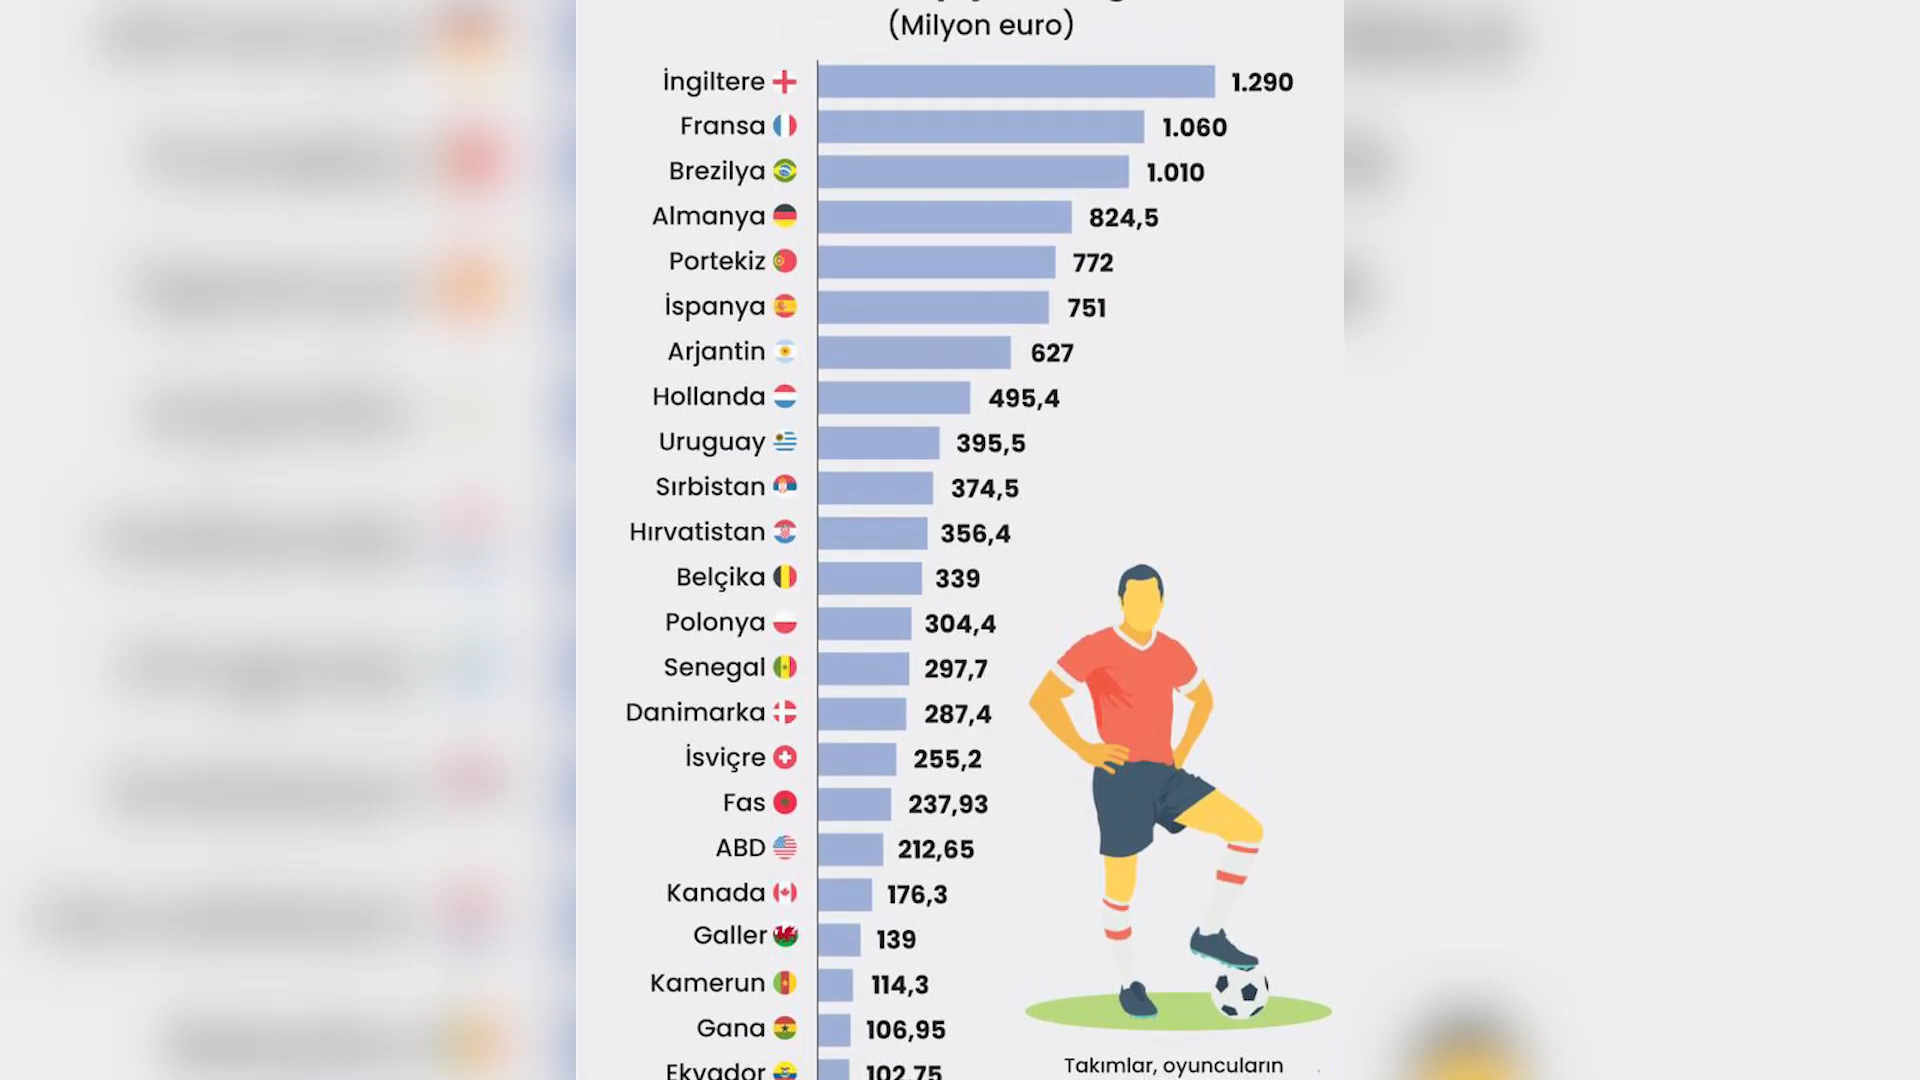 (Milyon euro)
İngiltere 1.290
Fransa 1.060
Brezilya 1.010
Almanya 824,5
Portekiz 772
İspanya 751
Arjantin 627
Hollanda 495,4
Uruguay 395,5
Sırbistan 374,5
Hırvatistan 356,4
Belçika 339
Polonya 304,4
Senegal 297,7
Danimarka 287,4
İsviçre 255,2
Fas 237,93
ABD 212,65
Kanada 176,3
Galler 139
Kamerun 114,3
Gana 106,95
Ekvador 102,75
Takımlar, oyuncuların